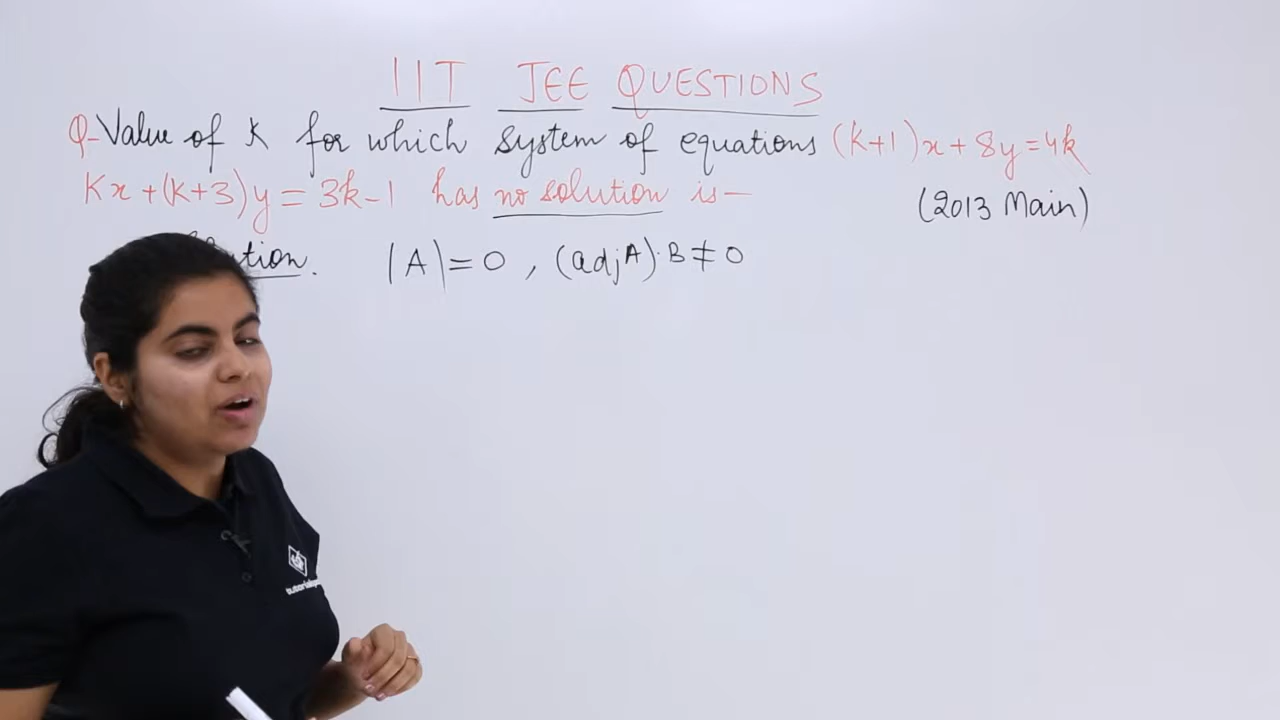 IIT JEE QUESTIONS
Q-Value of K for which system of equations (k+1)x+8y=4k
Kx+(k+3)y=3k-1 has no solution is—
(2013 Main)
ution. |A|=0, (adjA)·B≠0